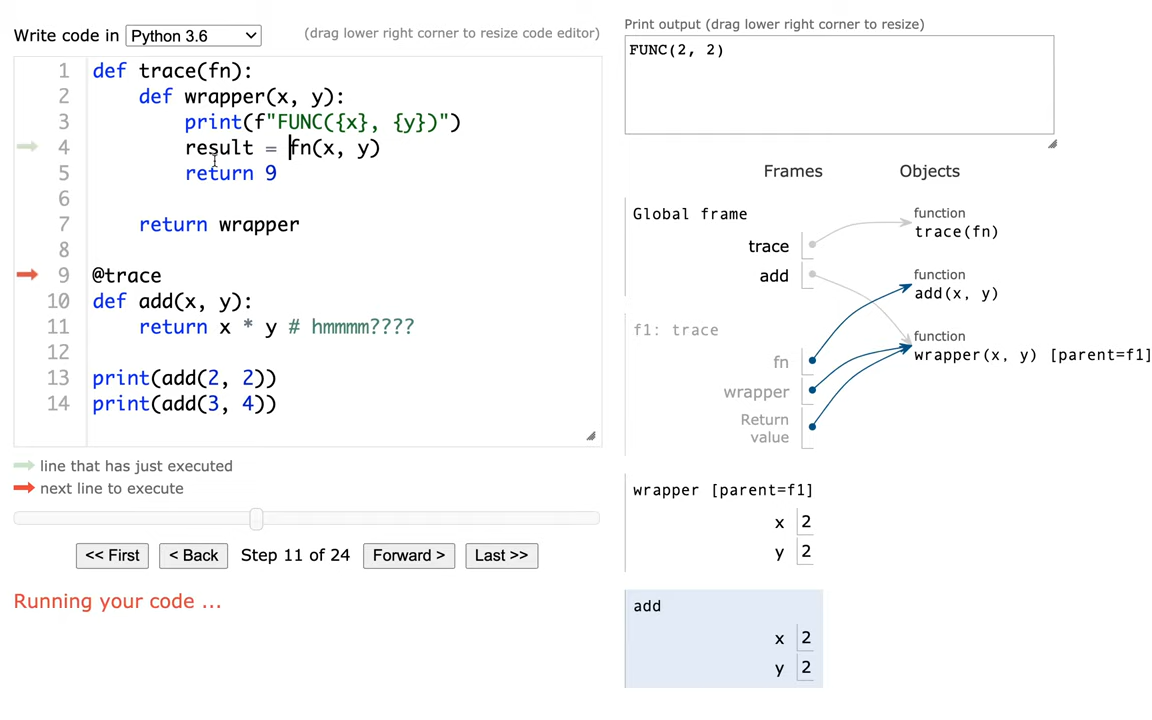 Write code in Python 3.6 (drag lower right corner to resize code editor)
1 def trace(fn):
2     def wrapper(x, y):
3         print(f"FUNC({x}, {y})")
4         result = fn(x, y)
5         return 9
6
7     return wrapper
8
9 @trace
10 def add(x, y):
11     return x * y # hmmmm????
12
13 print(add(2, 2))
14 print(add(3, 4))
line that has just executed
next line to execute
<< First < Back Step 11 of 24 Forward > Last >>
Running your code ...
Print output (drag lower right corner to resize)
FUNC(2, 2)
Frames Objects
Global frame
trace
add
function
trace(fn)
function
add(x, y)
function
wrapper(x, y) [parent=f1]
f1: trace
fn
wrapper
Return
value
wrapper [parent=f1]
x 2
y 2
add
x 2
y 2